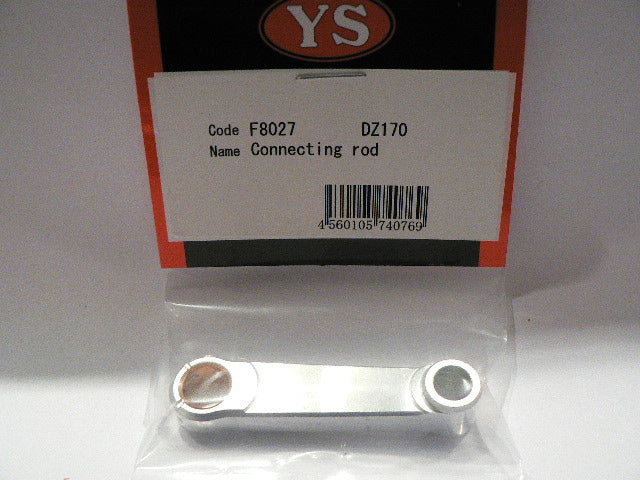 YS
Code F8027 DZ170
Name Connecting rod
4 560105 740769